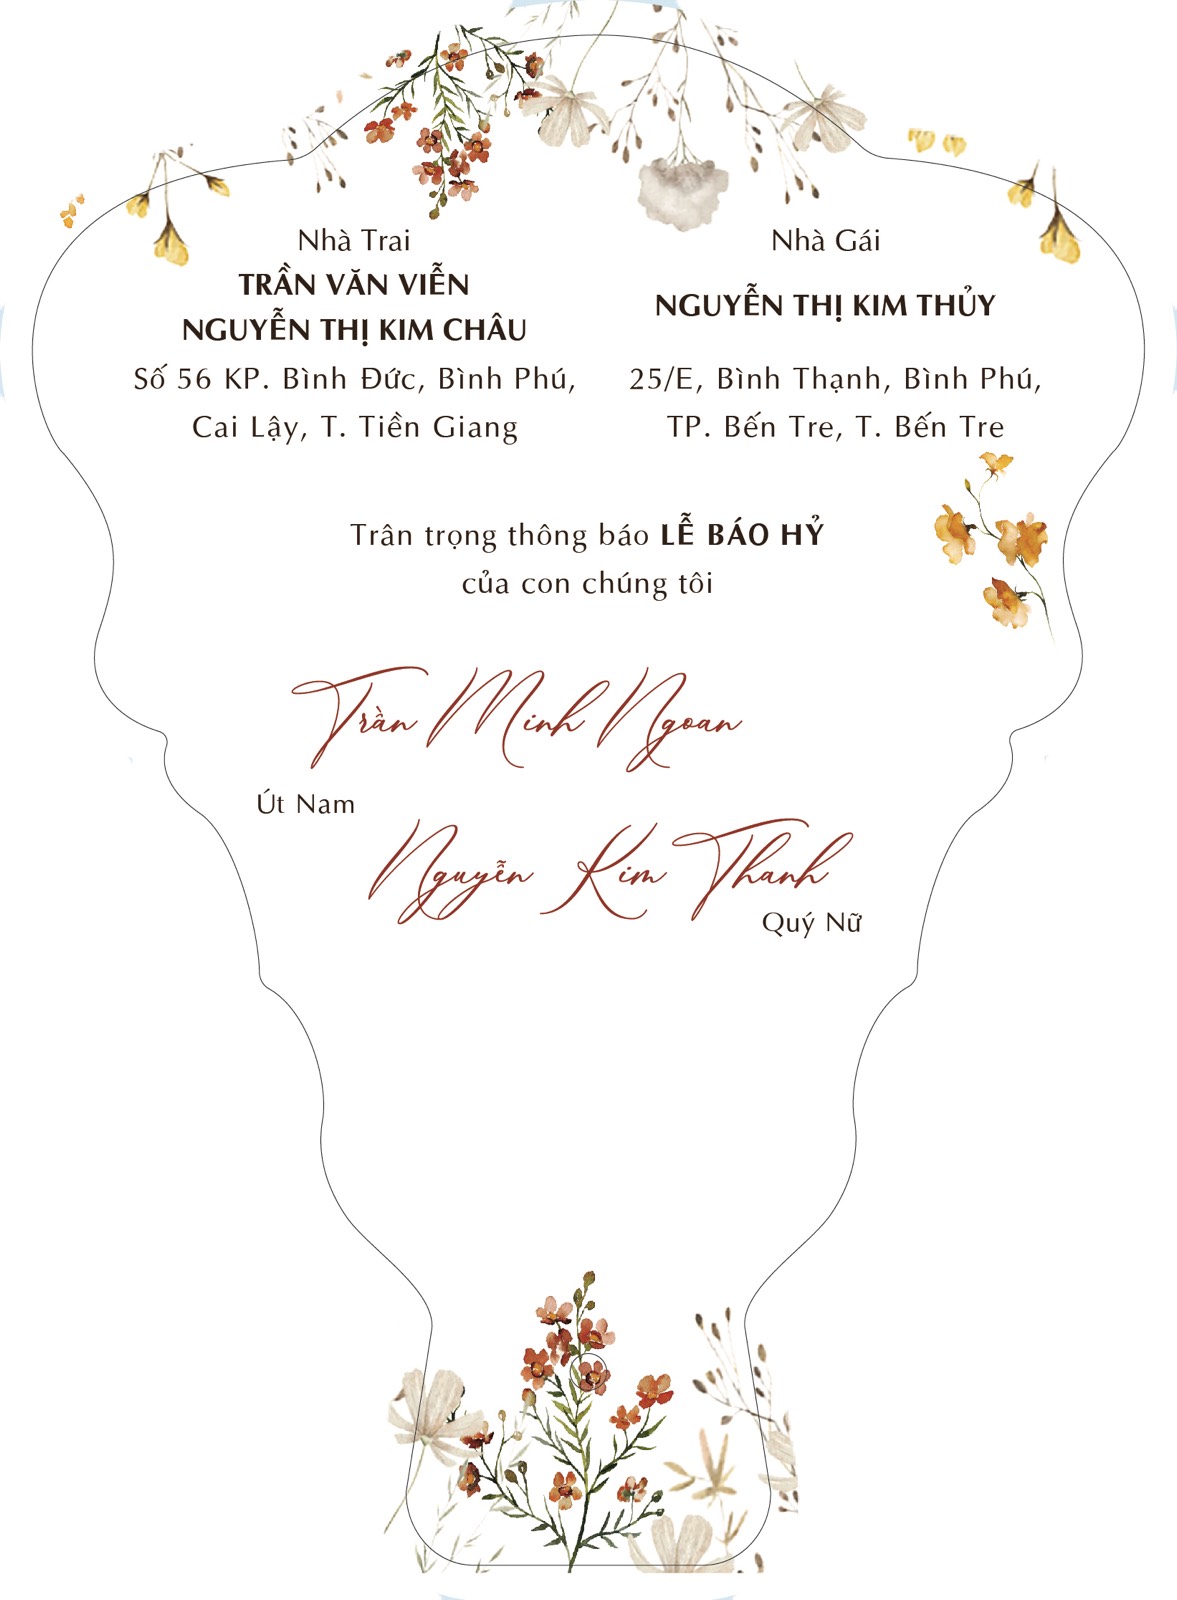 Nhà Trai
TRẦN VĂN VIỄN
NGUYỄN THỊ KIM CHÂU
Số 56 KP. Bình Đức, Bình Phú,
Cai Lậy, T. Tiền Giang
Nhà Gái
NGUYỄN THỊ KIM THỦY
25/E, Bình Thạnh, Bình Phú,
TP. Bến Tre, T. Bến Tre
Trân trọng thông báo LỄ BÁO HỶ
của con chúng tôi
Trần Minh Ngoan
Út Nam
Nguyễn Kim Thanh
Quý Nữ